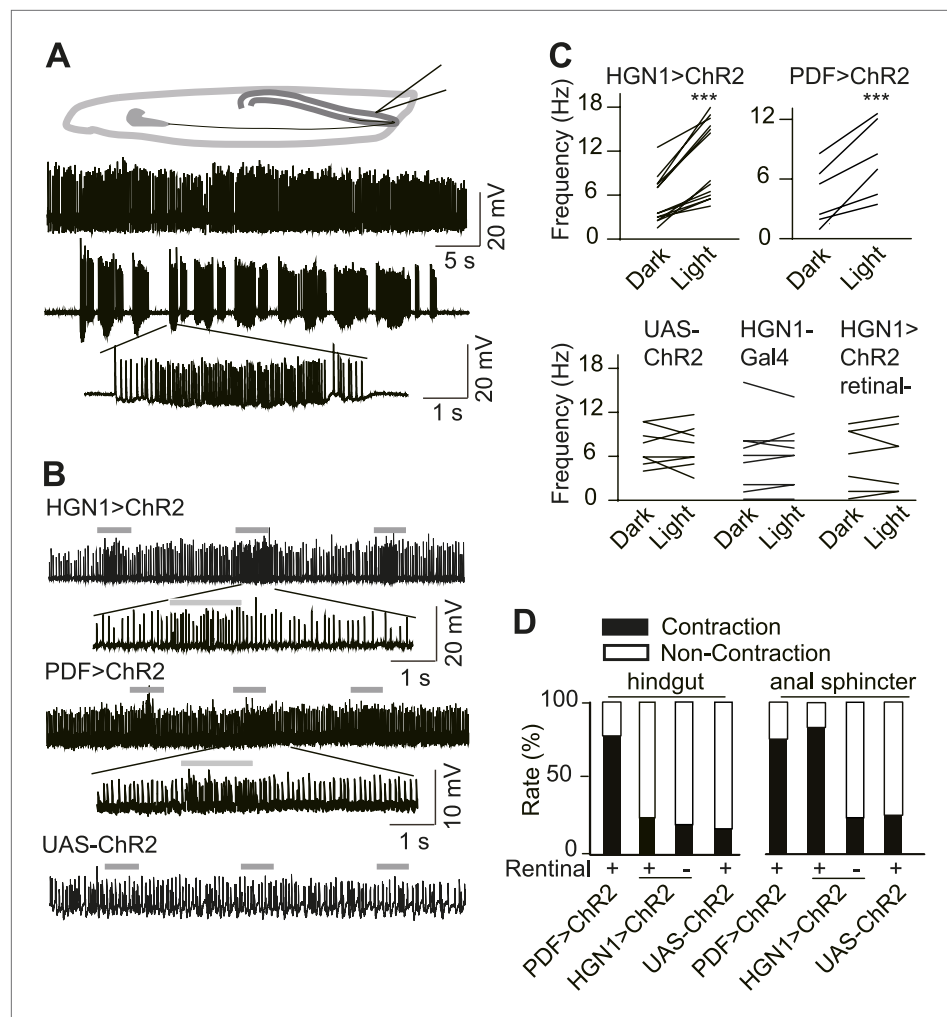 A
20 mV
5 s
20 mV
1 s
B
HGN1>ChR2
20 mV
1 s
PDF>ChR2
10 mV
1 s
UAS-ChR2
C
HGN1>ChR2
PDF>ChR2
***
***
Frequency (Hz)
18
12
6
0
12
6
0
Dark
Light
Dark
Light
UAS-
ChR2
HGN1-
Gal4
HGN1>
ChR2
retinal-
Frequency (Hz)
18
12
6
0
Dark
Light
Dark
Light
Dark
Light
D
Contraction
Non-Contraction
hindgut
anal sphincter
Rate (%)
100
50
0
Rentinal + + - + + + - +
PDF>ChR2
HGN1>ChR2
UAS-ChR2
PDF>ChR2
HGN1>ChR2
UAS-ChR2